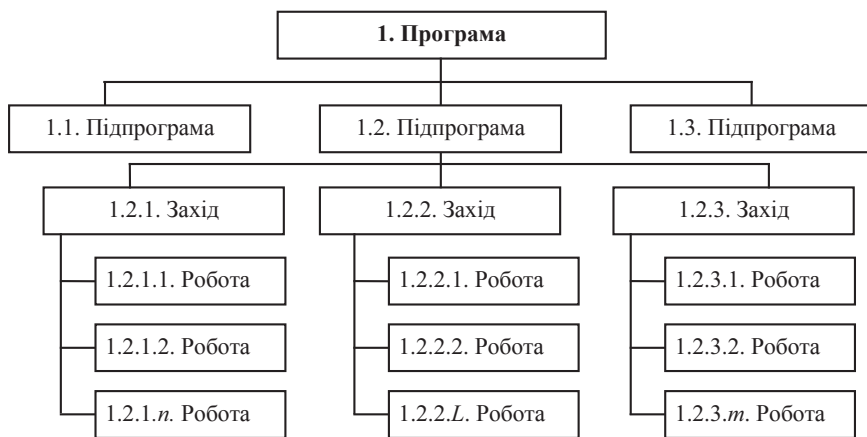 1. Програма
1.1. Підпрограма
1.2. Підпрограма
1.3. Підпрограма
1.2.1. Захід
1.2.2. Захід
1.2.3. Захід
1.2.1.1. Робота
1.2.2.1. Робота
1.2.3.1. Робота
1.2.1.2. Робота
1.2.2.2. Робота
1.2.3.2. Робота
1.2.1.n. Робота
1.2.2.L. Робота
1.2.3.m. Робота